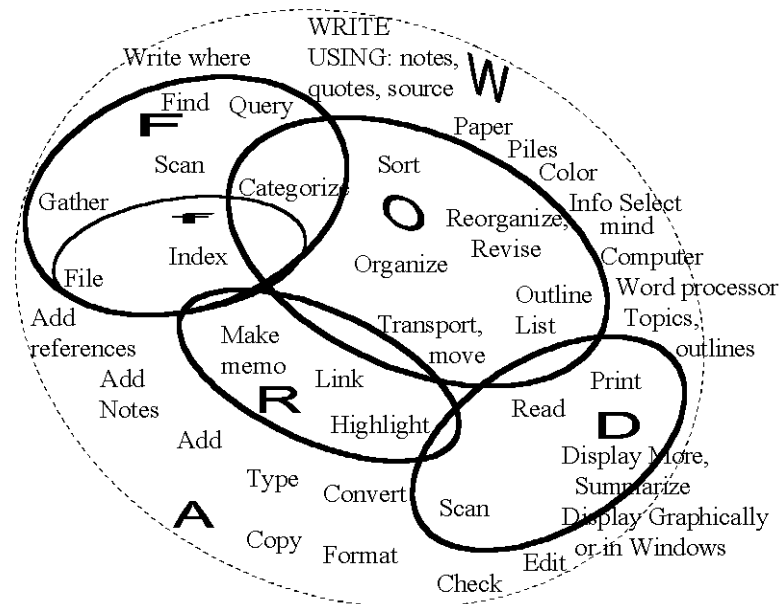 WRITE
USING: notes,
quotes, source
Write where
W
Find
Query
F
Paper
Piles
Scan
Sort
Color
Gather
Categorize
Info Select
mind
O
Reorganize,
Revise
F
Index
Organize
Computer
File
Word processor
Outline
List
Topics,
outlines
Add
references
Make
memo
Transport,
move
Add
Notes
Link
Print
R
Read
Highlight
D
Add
Display More,
Summarize
Type
Convert
Scan
Display Graphically
or in Windows
A
Copy
Format
Edit
Check